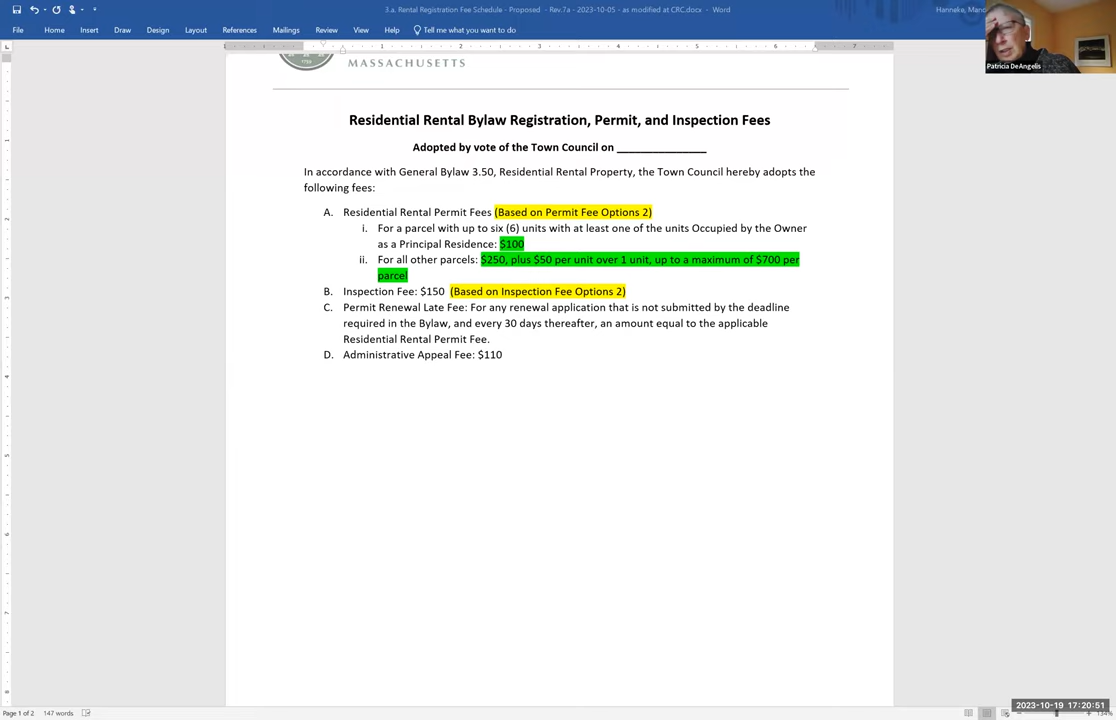 3.a. Rental Registration Fee Schedule - Proposed - Rev.7a - 2023-10-05 - as modified at CRC.docx - Word
File Home Insert Draw Design Layout References Mailings Review View Help Tell me what you want to do
Patricia DeAngelis
MASSACHUSETTS
Residential Rental Bylaw Registration, Permit, and Inspection Fees
Adopted by vote of the Town Council on _______________
In accordance with General Bylaw 3.50, Residential Rental Property, the Town Council hereby adopts the
following fees:
A. Residential Rental Permit Fees (Based on Permit Fee Options 2)
i. For a parcel with up to six (6) units with at least one of the units Occupied by the Owner
as a Principal Residence: $100
ii. For all other parcels: $250, plus $50 per unit over 1 unit, up to a maximum of $700 per
parcel
B. Inspection Fee: $150 (Based on Inspection Fee Options 2)
C. Permit Renewal Late Fee: For any renewal application that is not submitted by the deadline
required in the Bylaw, and every 30 days thereafter, an amount equal to the applicable
Residential Rental Permit Fee.
D. Administrative Appeal Fee: $110
2023-10-19 17:20:51
Page 1 of 2 147 words